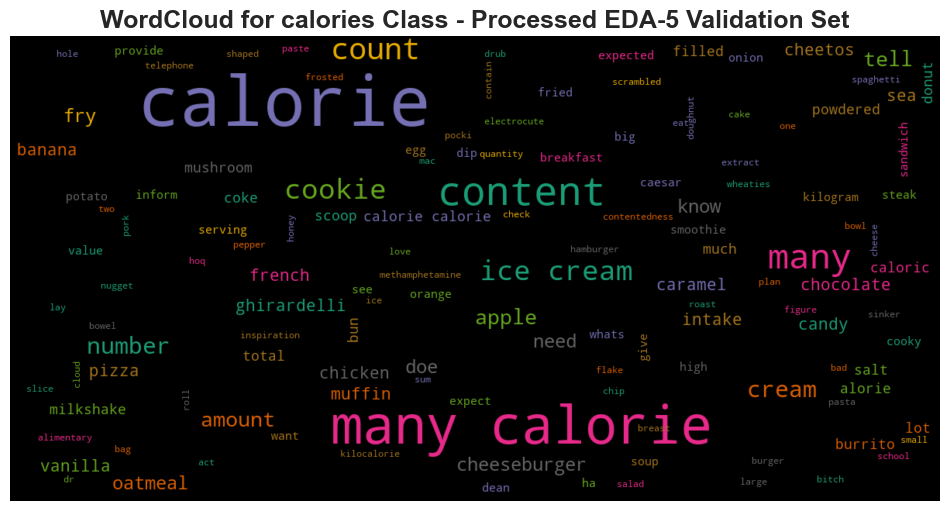 WordCloud for calories Class - Processed EDA-5 Validation Set
hole provide shaped paste count drub expected filled onion cheetos tell
telephone frosted calorie contain scrambled spaghetti donut
fry fried powdered sea
electrocute big eat doughnut cake one
banana mushroom egg pocki mac dip quantity breakfast extract sandwich
potato inform coke cookie content caesar wheaties kilogram steak
two pork serving scoop honey calorie calorie check contentedness know smoothie bowl cheese
value pepper love hamburger much many caloric
hoq french methamphetamine ice cream caramel plan chocolate
nugget see ice orange roast
lay ghirardelli apple intake figure candy sinker
bowel number inspiration bun need whats give cooky
pizza total chicken doe sum flake high bad salt
slice cloud roll muffin expect chip cream alorie pasta
milkshake amount want many calorie breast lot small
alimentary bag kilocalorie burrito school
vanilla act cheeseburger soup burger
oatmeal dr dean ha salad large bitch